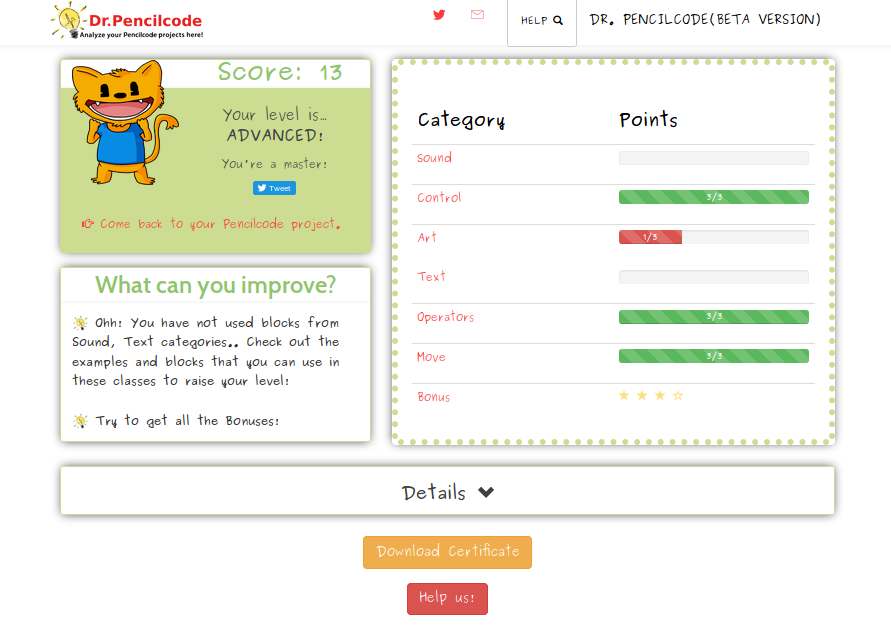 Dr.Pencilcode
Analyze your Pencilcode projects here!
HELP
DR. PENCILCODE(BETA VERSION)
Score: 13
Your level is…
ADVANCED!
You're a master!
Tweet
Come back to your Pencilcode project.
What can you improve?
Ohh! You have not used blocks from
Sound, Text categories.. Check out the
examples and blocks that you can use in
these classes to raise your level!
Try to get all the Bonuses!
Category Points
Sound
Control 3/3
Art 1/3
Text
Operators 3/3
Move 3/3
Bonus
Details
Download Certificate
Help us!